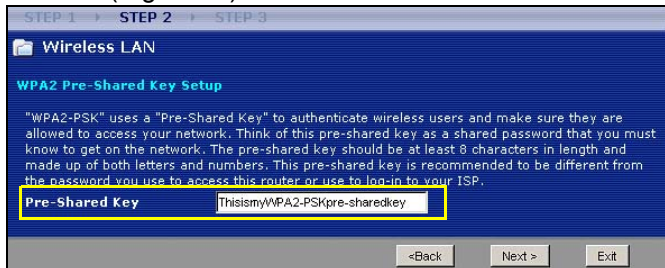 STEP 1 STEP 2 STEP 3
Wireless LAN
WPA2 Pre-Shared Key Setup
"WPA2-PSK" uses a "Pre-Shared Key" to authenticate wireless users and make sure they are
allowed to access your network. Think of this pre-shared key as a shared password that you must
know to get on the network. The pre-shared key should be at least 8 characters in length and
made up of both letters and numbers. This pre-shared key is recommended to be different from
the password you use to access this router or use to log-in to your ISP.
Pre-Shared Key ThisismyWPA2-PSKpre-sharedkey
<Back Next > Exit